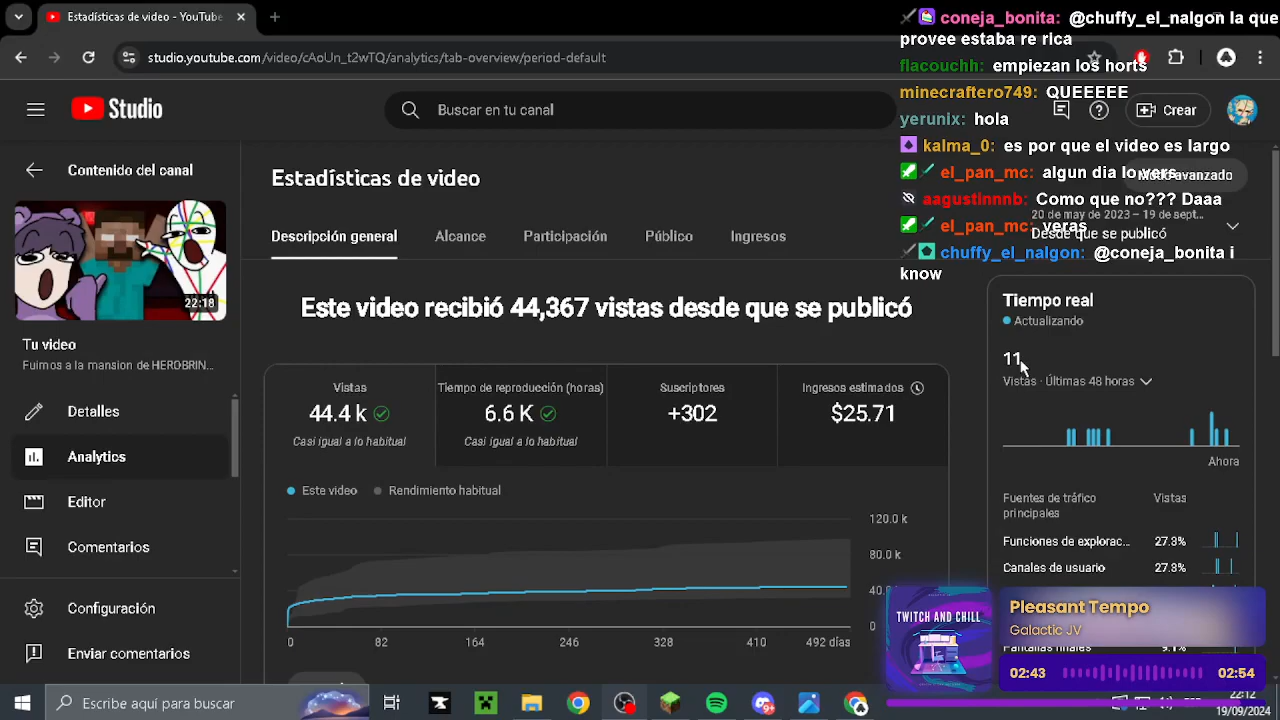 Estadísticas de video - YouTube
studio.youtube.com/video/cAoUn_t2wTQ/analytics/tab-overview/period-default
coneja_bonita: @chuffy_el_nalgon la que
provee estaba re rica
flacouchh: empiezan los horts
minecraftero749: QUEEEEE
yerunix: hola
kalma_0: es por que el video es largo
el_pan_mc: algun dia lo veras
aagustinnnb: Como que no??? Daaa
el_pan_mc: veras
chuffy_el_nalgon: @coneja_bonita i
know
Studio
Buscar en tu canal
Crear
Contenido del canal
22:18
Tu video
Fuimos a la mansion de HEROBRIN...
Detalles
Analytics
Editor
Comentarios
Configuración
Enviar comentarios
Estadísticas de video
avanzado
20 de may de 2023 – 19 de sept...
Desde que se publicó
Descripción general
Alcance
Participación
Público
Ingresos
Este video recibió 44,367 vistas desde que se publicó
Vistas
44.4 k
Casi igual a lo habitual
Tiempo de reproducción (horas)
6.6 K
Casi igual a lo habitual
Suscriptores
+302
Ingresos estimados
$25.71
Este video
Rendimiento habitual
120.0 k
80.0 k
40.0
0
0 82 164 246 328 410 492 días
Tiempo real
Actualizando
11
Vistas · Últimas 48 horas
Ahora
Fuentes de tráfico
principales
Vistas
Funciones de explorac... 27.3%
Canales de usuario 27.3%
Pantallas finales 9.1%
TWITCH AND CHILL
Pleasant Tempo
Galactic JV
02:43
02:54
Escribe aquí para buscar
22:12
19/09/2024